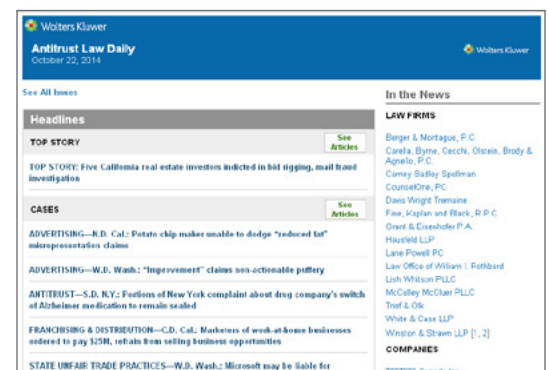 Wolters Kluwer
Antitrust Law Daily
October 22, 2014
Wolters Kluwer
See All Issues
Headlines
TOP STORY
See
Articles
TOP STORY: Five California real estate investors indicted in bid rigging, mail fraud
investigation
CASES
See
Articles
ADVERTISING—N.D. Cal.: Potato chip maker unable to dodge "reduced fat"
misrepresentation claims
ADVERTISING—W.D. Wash.: "Improvement" claims non-actionable puffery
ANTITRUST—S.D. N.Y.: Portions of New York complaint about drug company's switch
of Alzheimer medication to remain sealed
FRANCHISING & DISTRIBUTION—C.D. Cal.: Marketers of work-at-home businesses
ordered to pay $25M, refrain from selling business opportunities
STATE UNFAIR TRADE PRACTICES—W.D. Wash.: Microsoft may be liable for
In the News
LAW FIRMS
Berger & Montague, P.C.
Carella, Byrne, Cecchi, Olstein, Brody &
Agnello, P.C.
Carney Badley Spellman
CounselOne, PC
Davis Wright Tremaine
Fine, Kaplan and Black, R.P.C.
Grant & Eisenhofer P.A.
Hausfeld LLP
Lane Powell PC
Law Office of William I. Rothbard
Lish Whitson PLLC
McCulley McCluer PLLC
Trief & Olk
White & Case LLP
Winston & Strawn LLP [1, 2]
COMPANIES